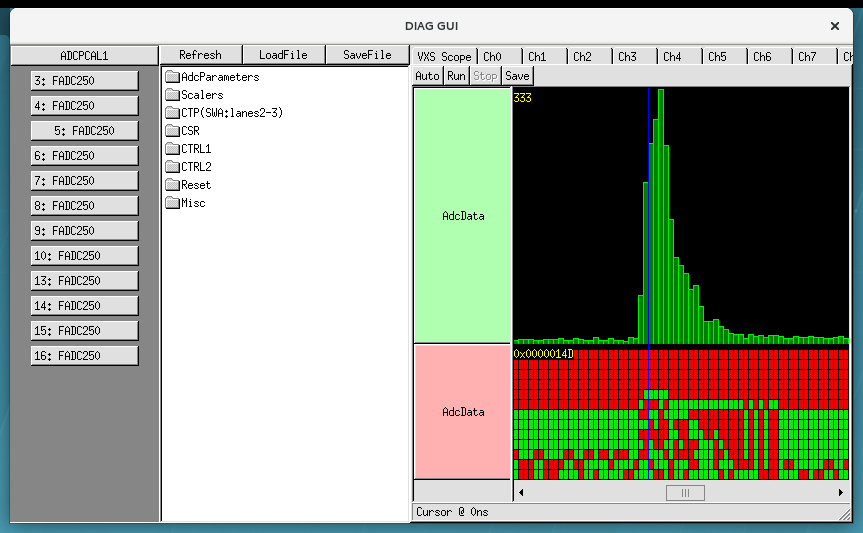 DIAG GUI
ADCPCAL1
3: FADC250
4: FADC250
5: FADC250
6: FADC250
7: FADC250
8: FADC250
9: FADC250
10: FADC250
13: FADC250
14: FADC250
15: FADC250
16: FADC250
Refresh LoadFile SaveFile
AdcParameters
Scalers
CTP(SWA:lanes2-3)
CSR
CTRL1
CTRL2
Reset
Misc
VXS Scope Ch0 Ch1 Ch2 Ch3 Ch4 Ch5 Ch6 Ch7
Auto Run Stop Save
AdcData
333
AdcData
0x0000014D
Cursor @ 0ns